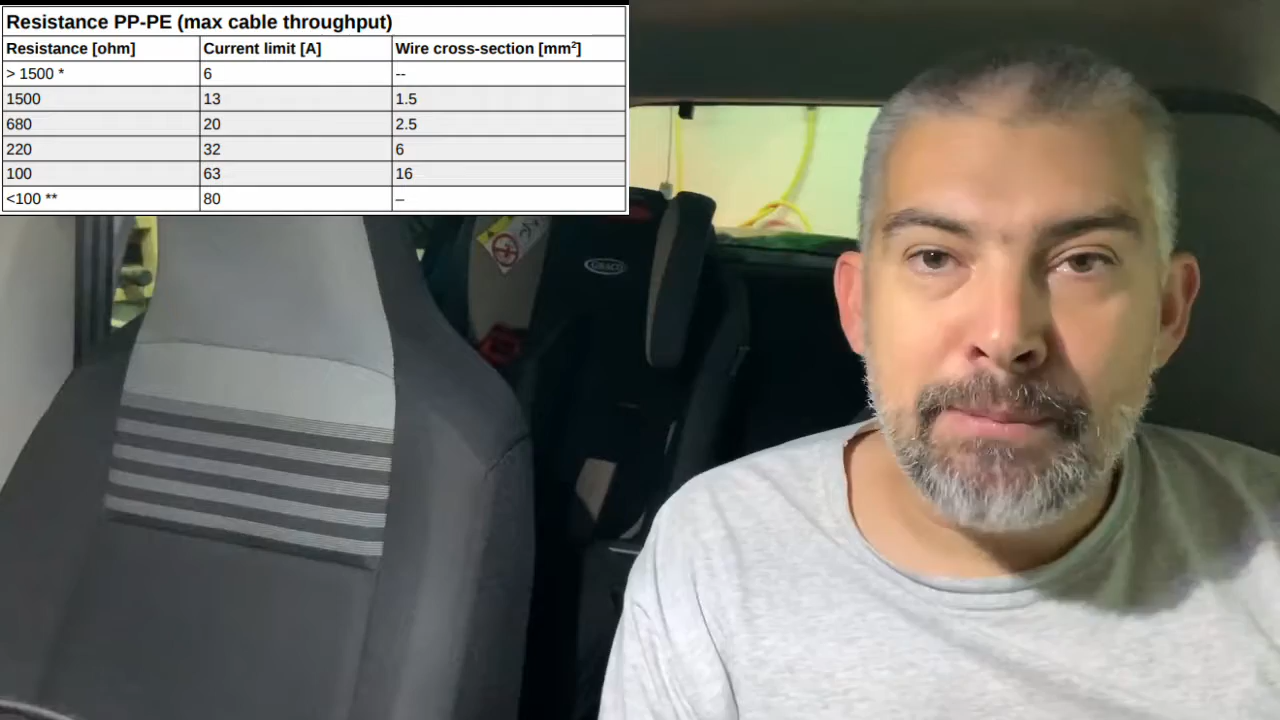 Resistance PP-PE (max cable throughput)
Resistance [ohm] Current limit [A] Wire cross-section [mm²]
> 1500 * 6 --
1500 13 1.5
680 20 2.5
220 32 6
100 63 16
<100 ** 80 –
GRACO